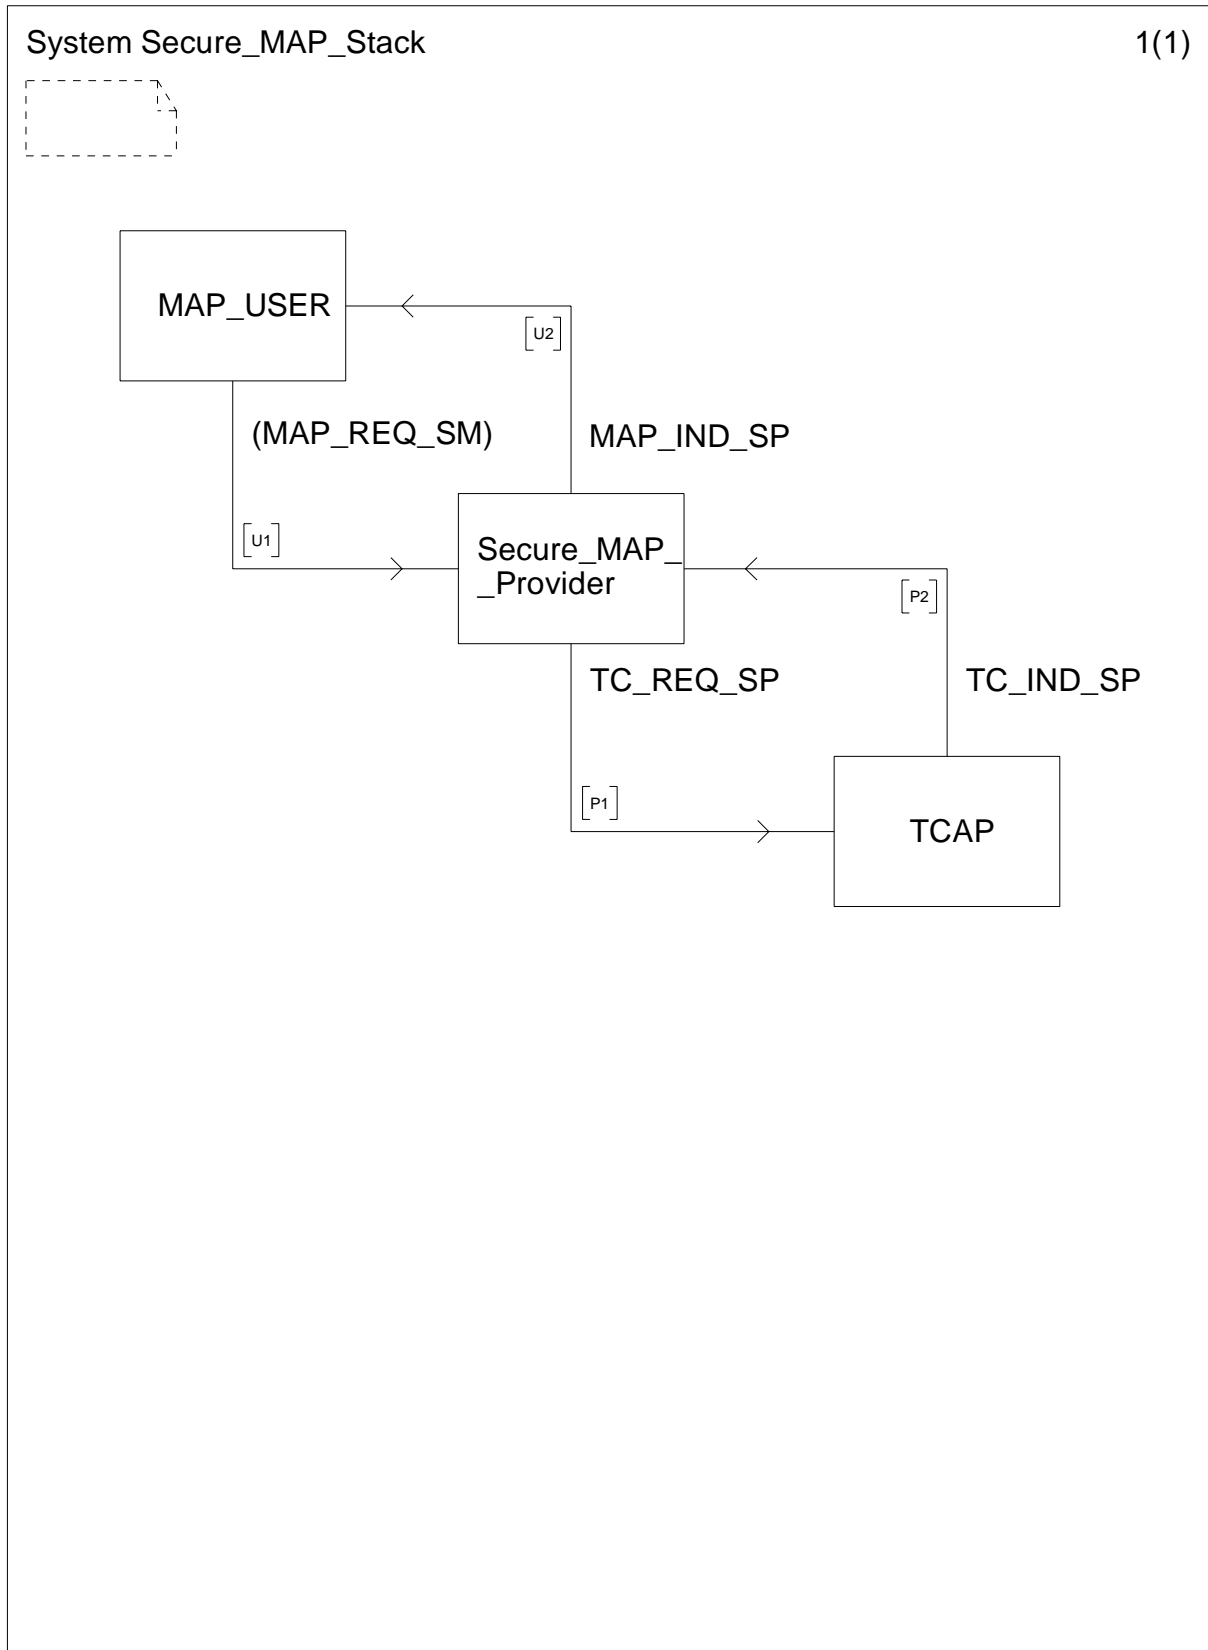 System Secure_MAP_Stack 1(1)
MAP_USER
[U2]
(MAP_REQ_SM) MAP_IND_SP
[U1]
Secure_MAP_
_Provider
[P2]
TC_REQ_SP TC_IND_SP
[P1]
TCAP